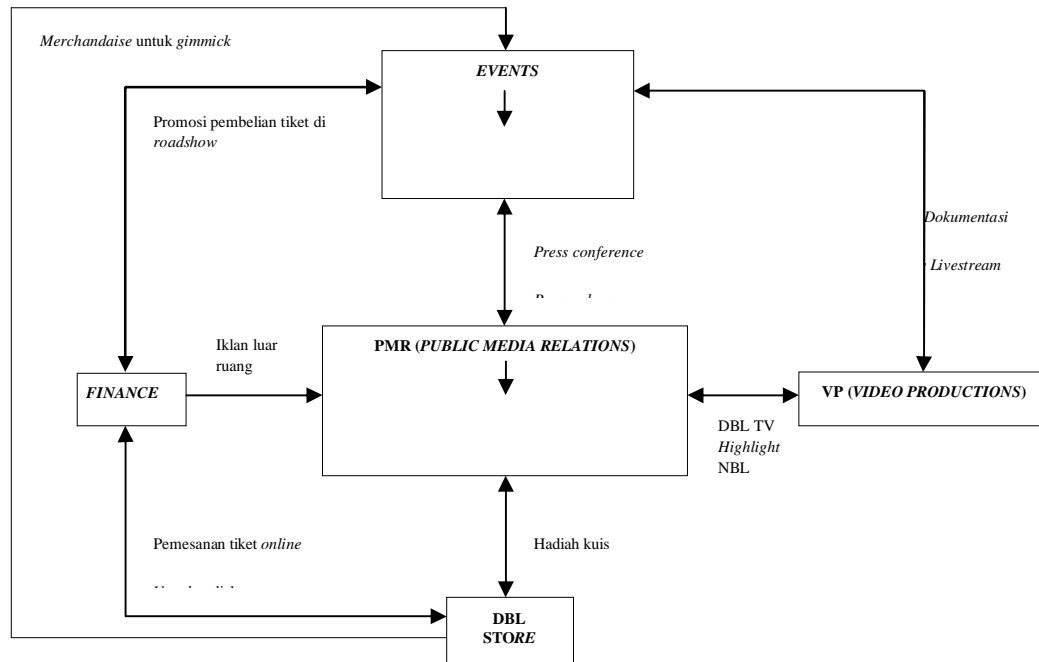 Merchandaise untuk gimmick
EVENTS
Promosi pembelian tiket di
roadshow
Dokumentasi
Livestream
Press conference
PMR (PUBLIC MEDIA RELATIONS)
Iklan luar
ruang
FINANCE
VP (VIDEO PRODUCTIONS)
DBL TV
Highlight
NBL
Pemesanan tiket online
Hadiah kuis
DBL
STORE